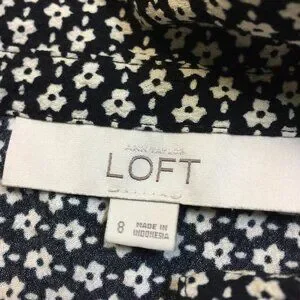 ANN TAYLOR
LOFT
8
MADE IN
INDONESIA